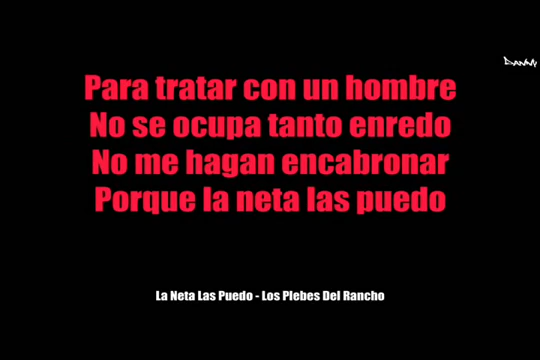 Para tratar con un hombre
No se ocupa tanto enredo
No me hagan encabronar
Porque la neta las puedo
La Neta Las Puedo - Los Plebes Del Rancho